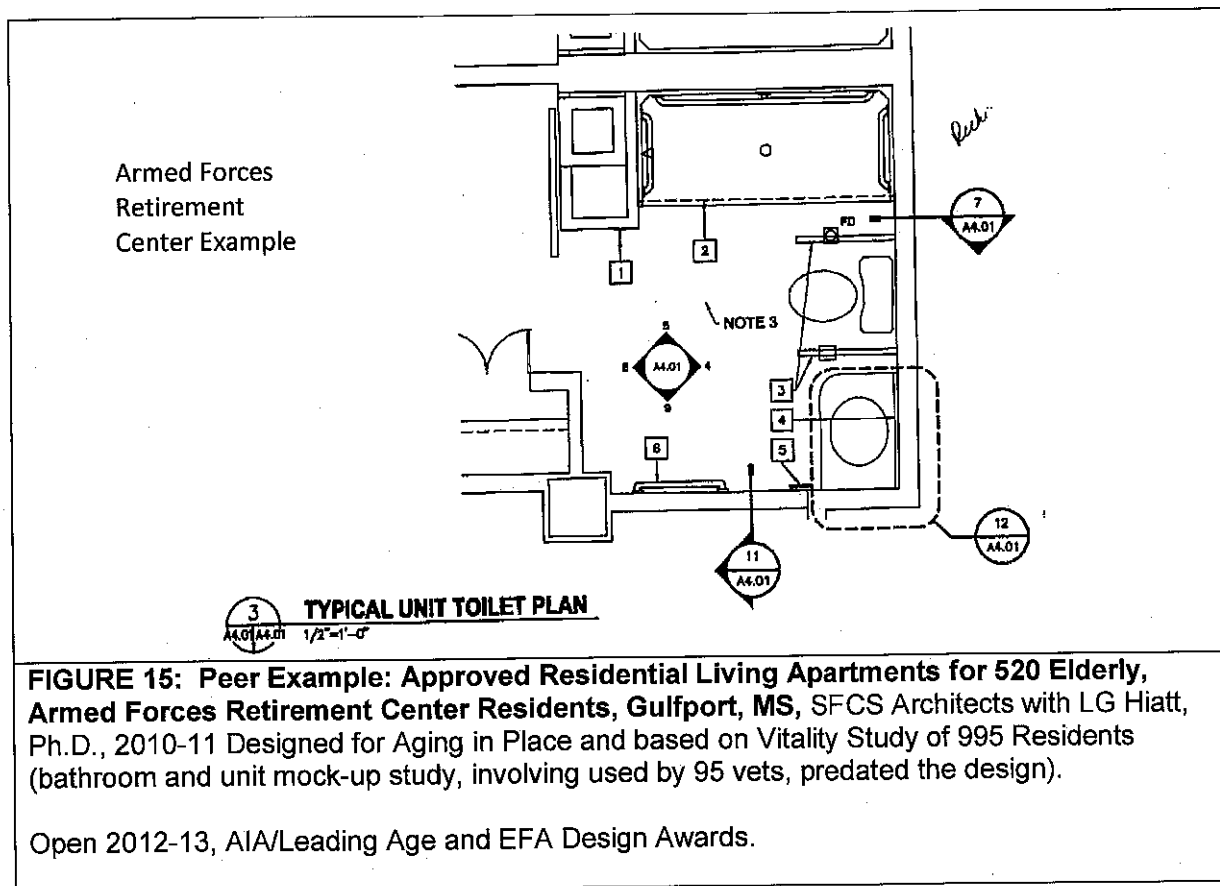 Armed Forces
Retirement
Center Example
7
A4.01
FD
1
2
NOTE 3
5
8 A4.01 4
9
3
4
5
6
12
A4.01
11
A4.01
3
A4.01 A4.01
TYPICAL UNIT TOILET PLAN
1/2"=1'-0"
FIGURE 15: Peer Example: Approved Residential Living Apartments for 520 Elderly,
Armed Forces Retirement Center Residents, Gulfport, MS, SFCS Architects with LG Hiatt,
Ph.D., 2010-11 Designed for Aging in Place and based on Vitality Study of 995 Residents
(bathroom and unit mock-up study, involving used by 95 vets, predated the design).
Open 2012-13, AIA/Leading Age and EFA Design Awards.